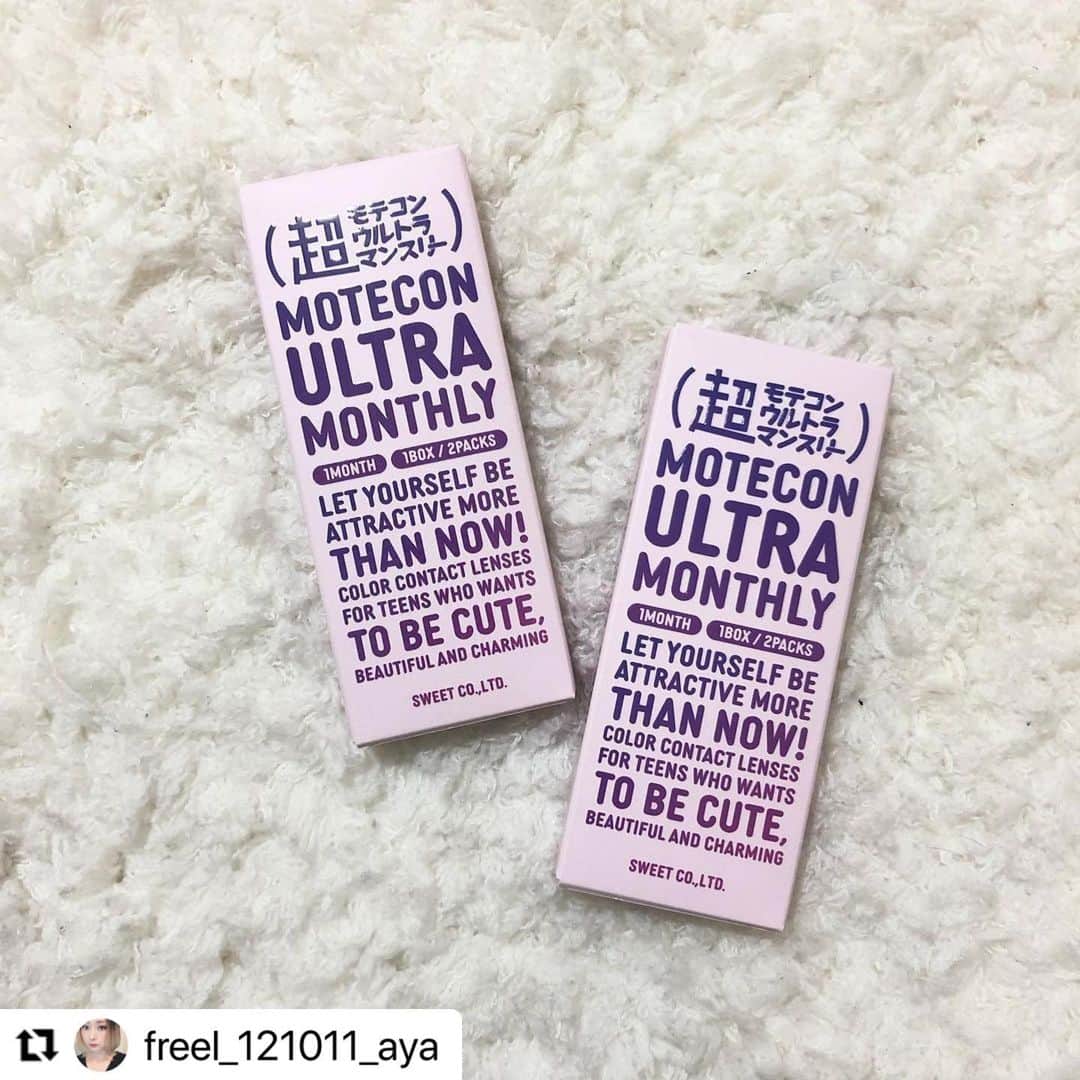 (超 モテコン
ウルトラ
マンスリー)
MOTECON
ULTRA
MONTHLY
1MONTH 1BOX / 2PACKS
LET YOURSELF BE
ATTRACTIVE MORE
THAN NOW!
COLOR CONTACT LENSES
FOR TEENS WHO WANTS
TO BE CUTE,
BEAUTIFUL AND CHARMING
SWEET CO.,LTD.
(超 モテコン
ウルトラ
マンスリー)
MOTECON
ULTRA
MONTHLY
1MONTH 1BOX / 2PACKS
LET YOURSELF BE
ATTRACTIVE MORE
THAN NOW!
COLOR CONTACT LENSES
FOR TEENS WHO WANTS
TO BE CUTE,
BEAUTIFUL AND CHARMING
SWEET CO.,LTD.
freel_121011_aya